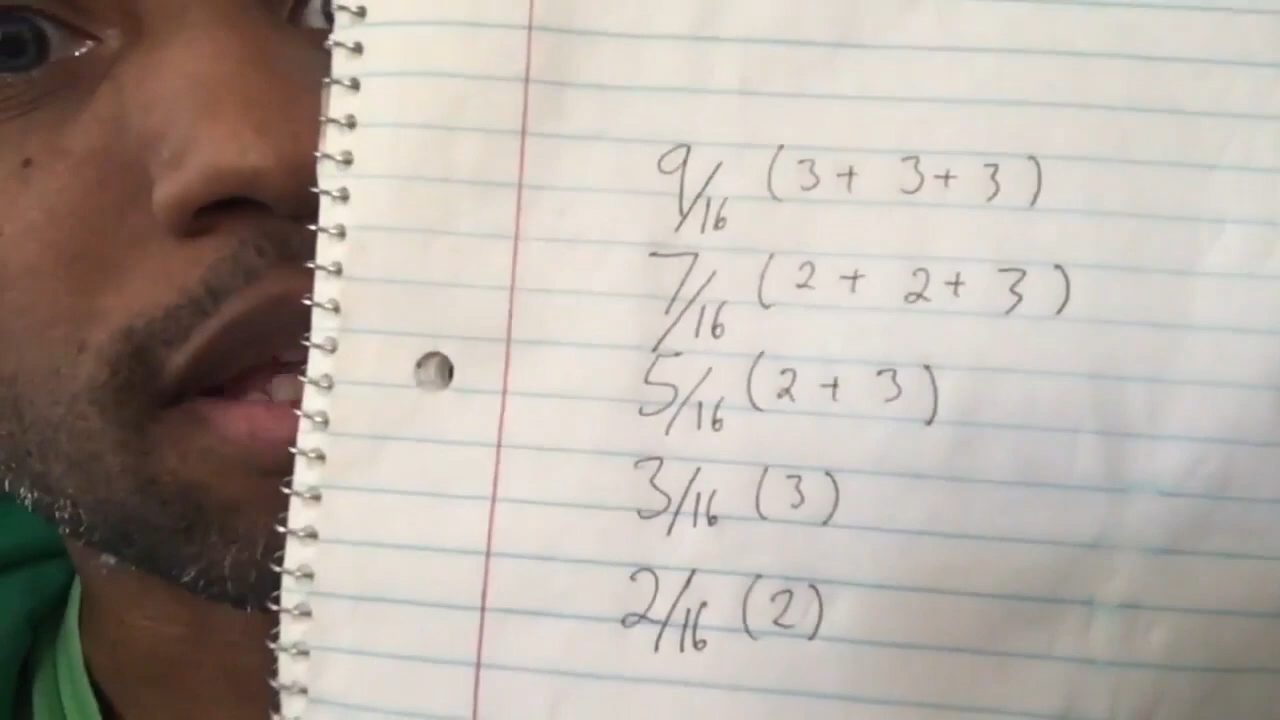 9/16 (3 + 3 + 3)
7/16 (2 + 2 + 3)
5/16 (2 + 3)
3/16 (3)
2/16 (2)